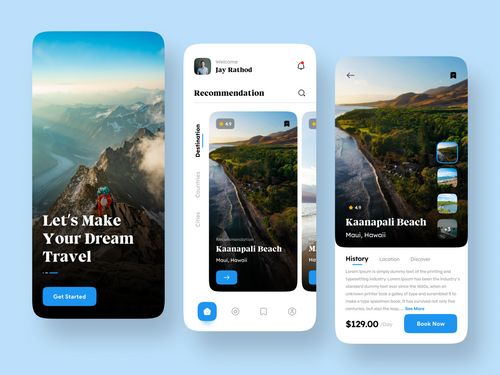 Let's Make
Your Dream
Travel
Get Started
Welcome
Jay Rathod
Recommendation
Destination
Countries
Cities
4.9
Recommendation
Kaanapali Beach
Maui, Hawaii
4.9
Kaanapali Beach
Maui, Hawaii
+3
History
Location
Discover
Lorem Ipsum is simply dummy text of the printing and
typesetting industry. Lorem Ipsum has been the industry's
standard dummy text ever since the 1500s, when an
unknown printer took a galley of type and scrambled it to
make a type specimen book. It has survived not only five
centuries, but also the leap..... See More
$129.00 /Day
Book Now